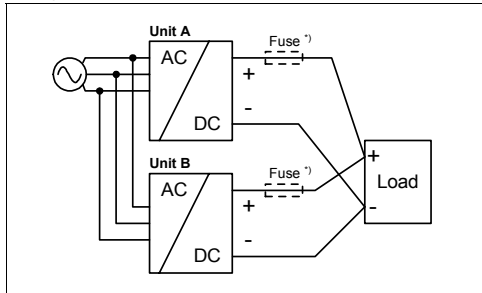 Unit A
AC
DC
Fuse *)
+
-
Unit B
AC
DC
Fuse *)
+
-
+
-
Load